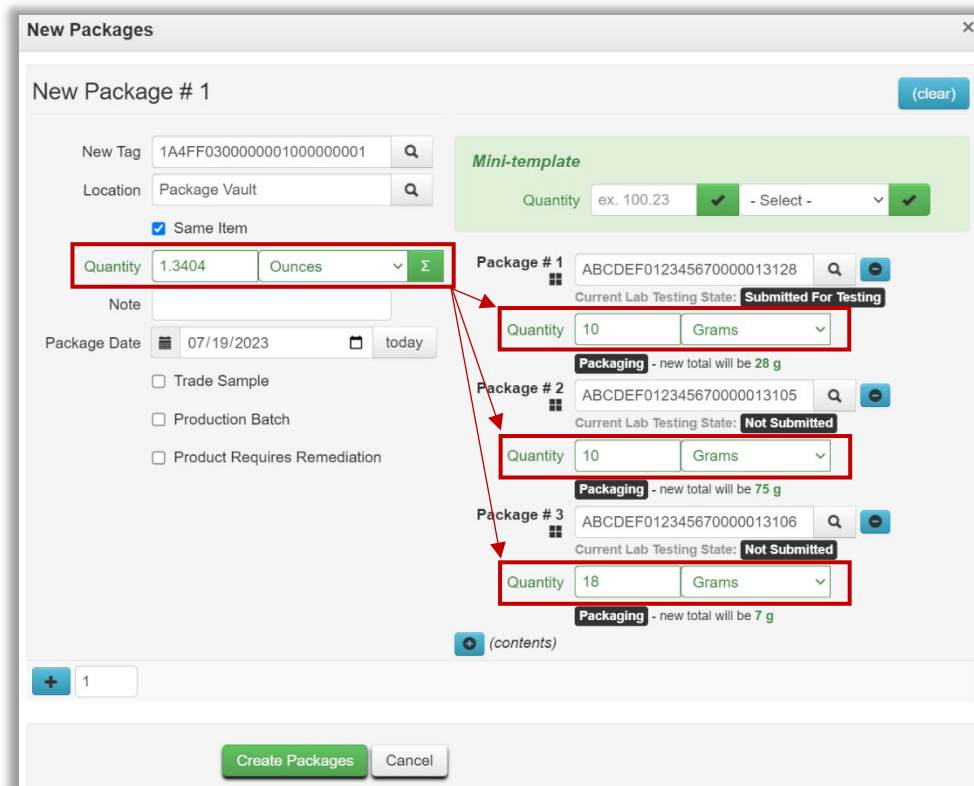 New Packages ×
New Package # 1
(clear)
New Tag 1A4FF0300000001000000001
Location Package Vault
Same Item
Quantity 1.3404 Ounces Σ
Note
Package Date 07/19/2023 today
Trade Sample
Production Batch
Product Requires Remediation
Mini-template
Quantity ex. 100.23 - Select -
Package # 1 ABCDEF012345670000013128
Current Lab Testing State: Submitted For Testing
Quantity 10 Grams
Packaging - new total will be 28 g
Package # 2 ABCDEF012345670000013105
Current Lab Testing State: Not Submitted
Quantity 10 Grams
Packaging - new total will be 75 g
Package # 3 ABCDEF012345670000013106
Current Lab Testing State: Not Submitted
Quantity 18 Grams
Packaging - new total will be 7 g
(contents)
1
Create Packages Cancel